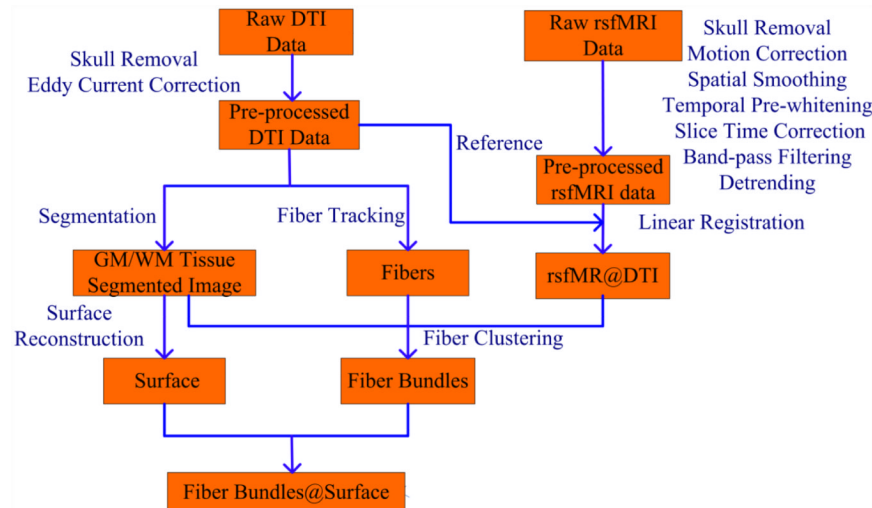 Raw DTI
Data
Raw rsfMRI
Data
Skull Removal
Eddy Current Correction
Skull Removal
Motion Correction
Spatial Smoothing
Temporal Pre-whitening
Slice Time Correction
Band-pass Filtering
Detrending
Pre-processed
DTI Data
Reference
Pre-processed
rsfMRI data
Segmentation
Fiber Tracking
Linear Registration
GM/WM Tissue
Segmented Image
Fibers
rsfMR@DTI
Surface
Reconstruction
Fiber Clustering
Surface
Fiber Bundles
Fiber Bundles@Surface